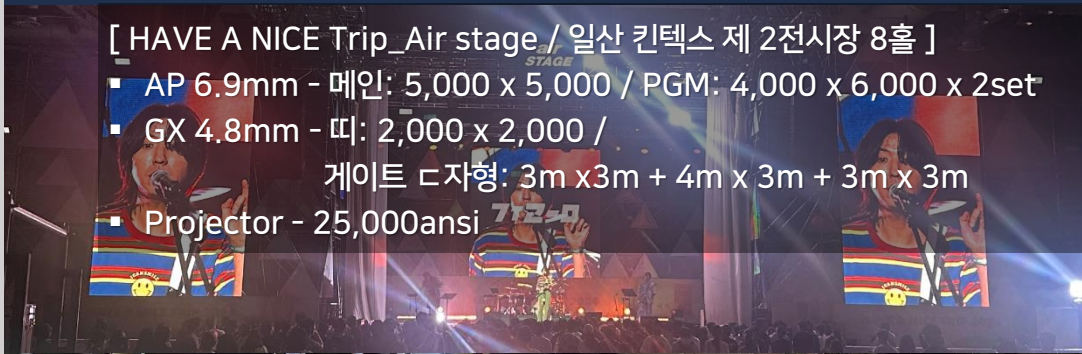 [ HAVE A NICE Trip_Air stage / 일산 킨텍스 제 2전시장 8홀 ]
▪ AP 6.9mm - 메인: 5,000 x 5,000 / PGM: 4,000 x 6,000 x 2set
▪ GX 4.8mm - 띠: 2,000 x 2,000 /
게이트 ㄷ자형: 3m x3m + 4m x 3m + 3m x 3m
▪ Projector - 25,000ansi
air
STAGE